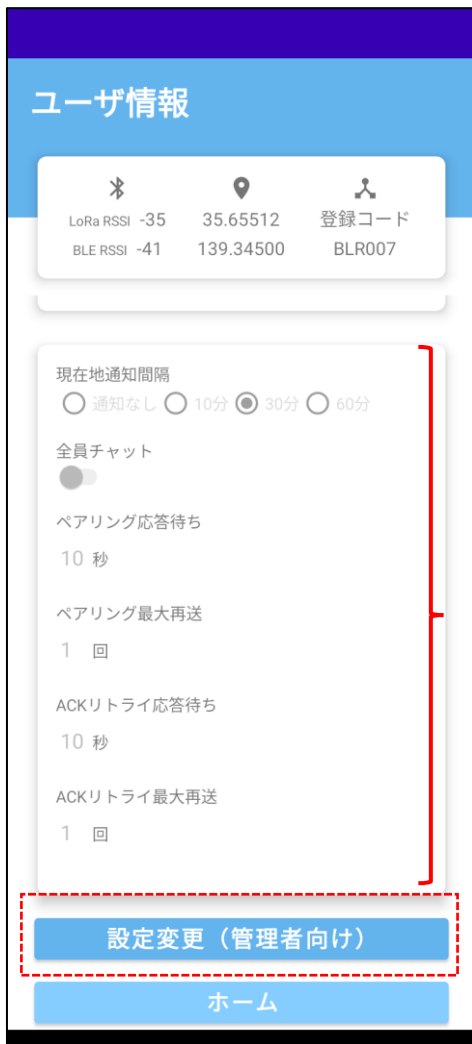 ユーザ情報
LoRa RSSI -35 35.65512 登録コード
BLE RSSI -41 139.34500 BLR007
現在地通知間隔
通知なし 10分 30分 60分
全員チャット
ペアリング応答待ち
10 秒
ペアリング最大再送
1 回
ACKリトライ応答待ち
10 秒
ACKリトライ最大再送
1 回
設定変更（管理者向け）
ホーム